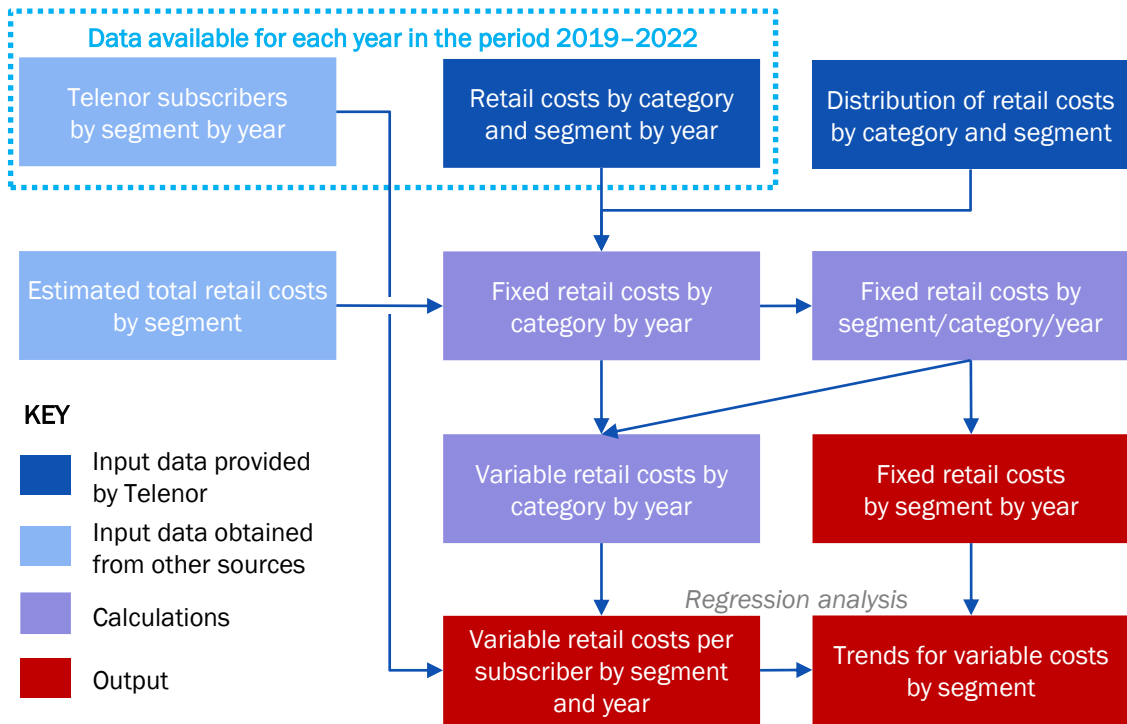 Data available for each year in the period 2019–2022
Telenor subscribers
by segment by year
Retail costs by category
and segment by year
Distribution of retail costs
by category and segment
Estimated total retail costs
by segment
Fixed retail costs by
category by year
Fixed retail costs by
segment/category/year
KEY
Input data provided
by Telenor
Input data obtained
from other sources
Calculations
Output
Variable retail costs by
category by year
Fixed retail costs
by segment by year
Regression analysis
Variable retail costs per
subscriber by segment
and year
Trends for variable costs
by segment